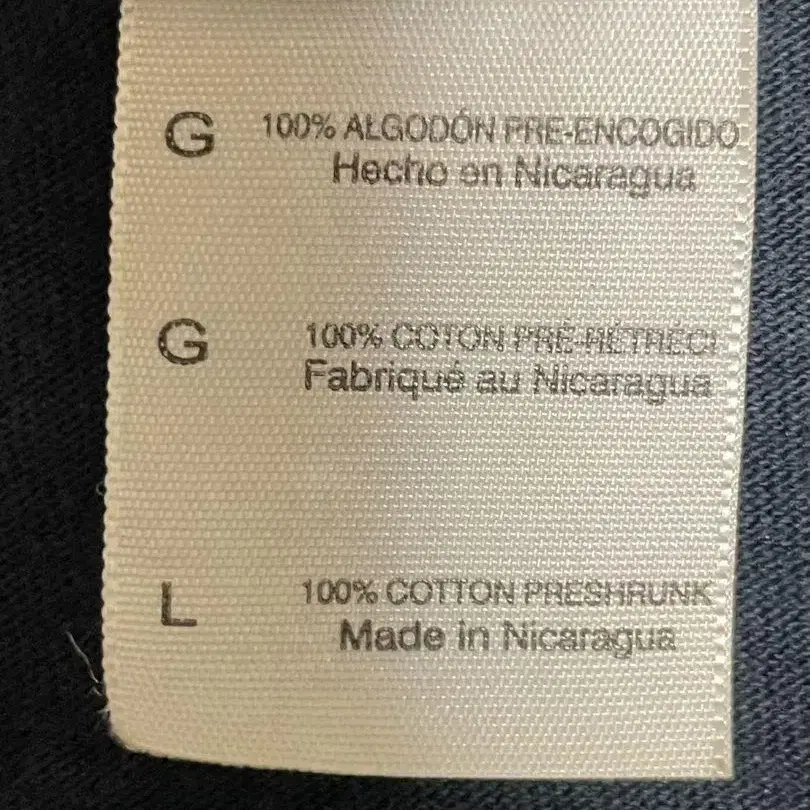 G 100% ALGODÓN PRE-ENCOGIDO
Hecho en Nicaragua
G 100% COTON PRÉ-RÉTRÉCI
Fabriqué au Nicaragua
L 100% COTTON PRESHRUNK
Made in Nicaragua